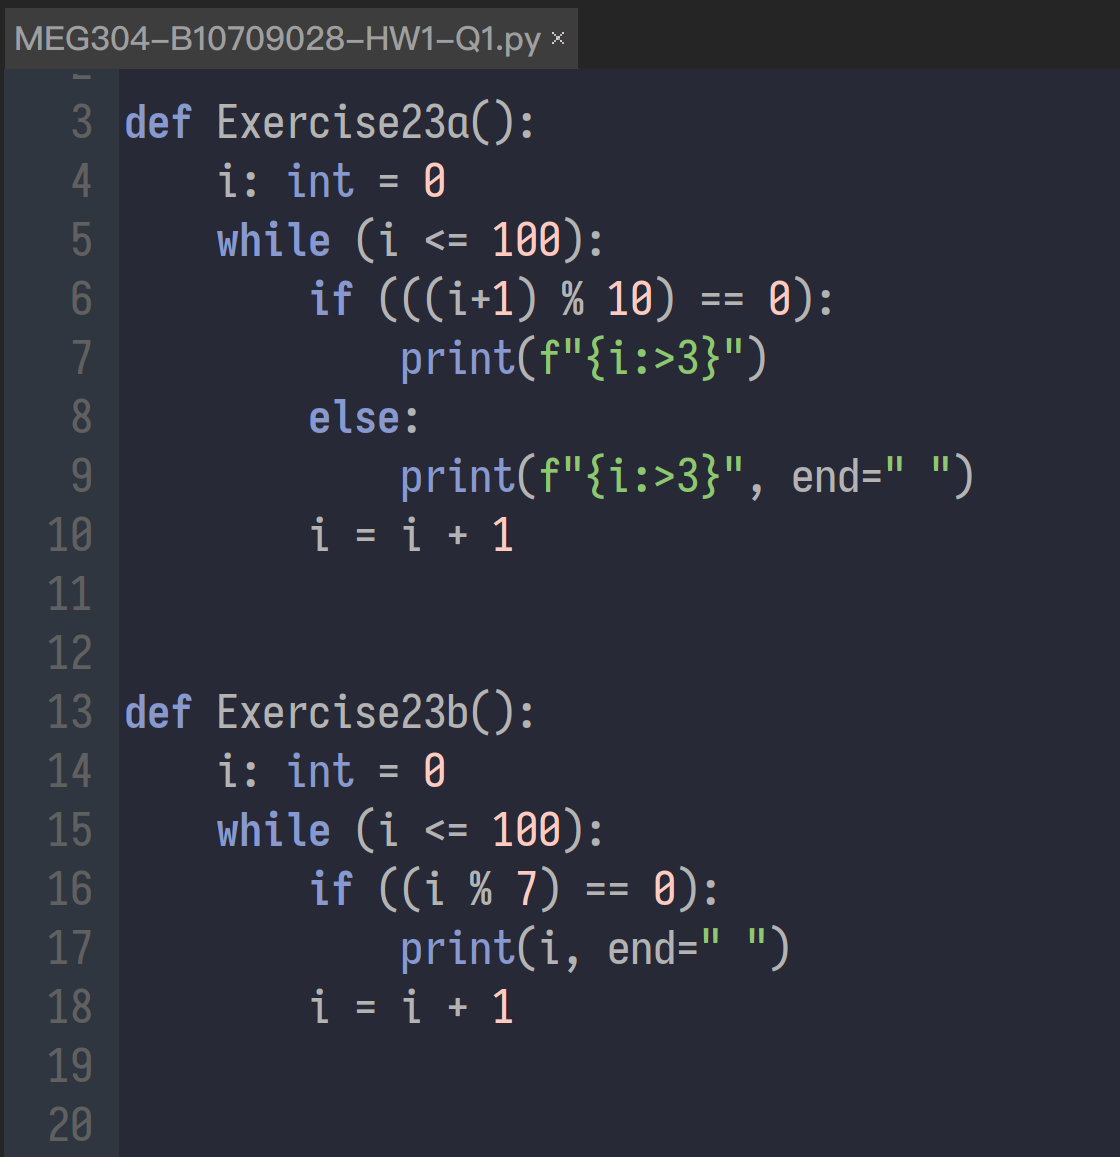 MEG304-B10709028-HW1-Q1.py ×
3 def Exercise23a():
4     i: int = 0
5     while (i <= 100):
6         if (((i+1) % 10) == 0):
7             print(f"{i:>3}")
8         else:
9             print(f"{i:>3}", end=" ")
10         i = i + 1
11
12
13 def Exercise23b():
14     i: int = 0
15     while (i <= 100):
16         if ((i % 7) == 0):
17             print(i, end=" ")
18         i = i + 1
19
20